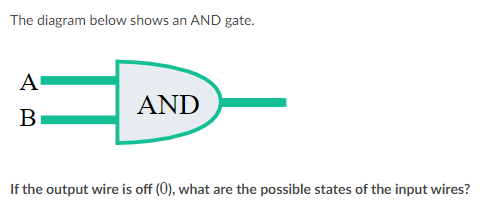 The diagram below shows an AND gate.
A
AND
B
If the output wire is off (0), what are the possible states of the input wires?